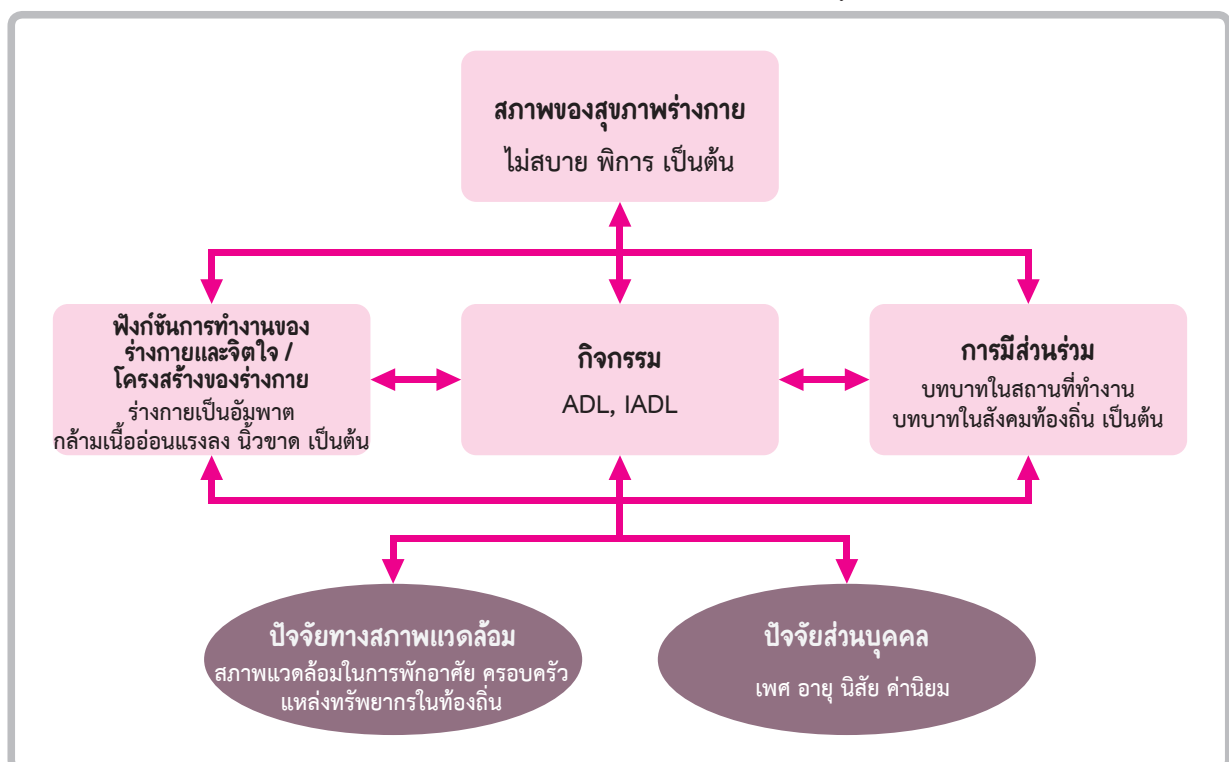 สภาพของสุขภาพร่างกาย
ไม่สบาย พิการ เป็นต้น
ฟังก์ชันการทำงานของ
ร่างกายและจิตใจ /
โครงสร้างของร่างกาย
ร่างกายเป็นอัมพาต
กล้ามเนื้ออ่อนแรงลง นิ้วขาด เป็นต้น
กิจกรรม
ADL, IADL
การมีส่วนร่วม
บทบาทในสถานที่ทำงาน
บทบาทในสังคมท้องถิ่น เป็นต้น
ปัจจัยทางสภาพแวดล้อม
สภาพแวดล้อมในการพักอาศัย ครอบครัว
แหล่งทรัพยากรในท้องถิ่น
ปัจจัยส่วนบุคคล
เพศ อายุ นิสัย ค่านิยม